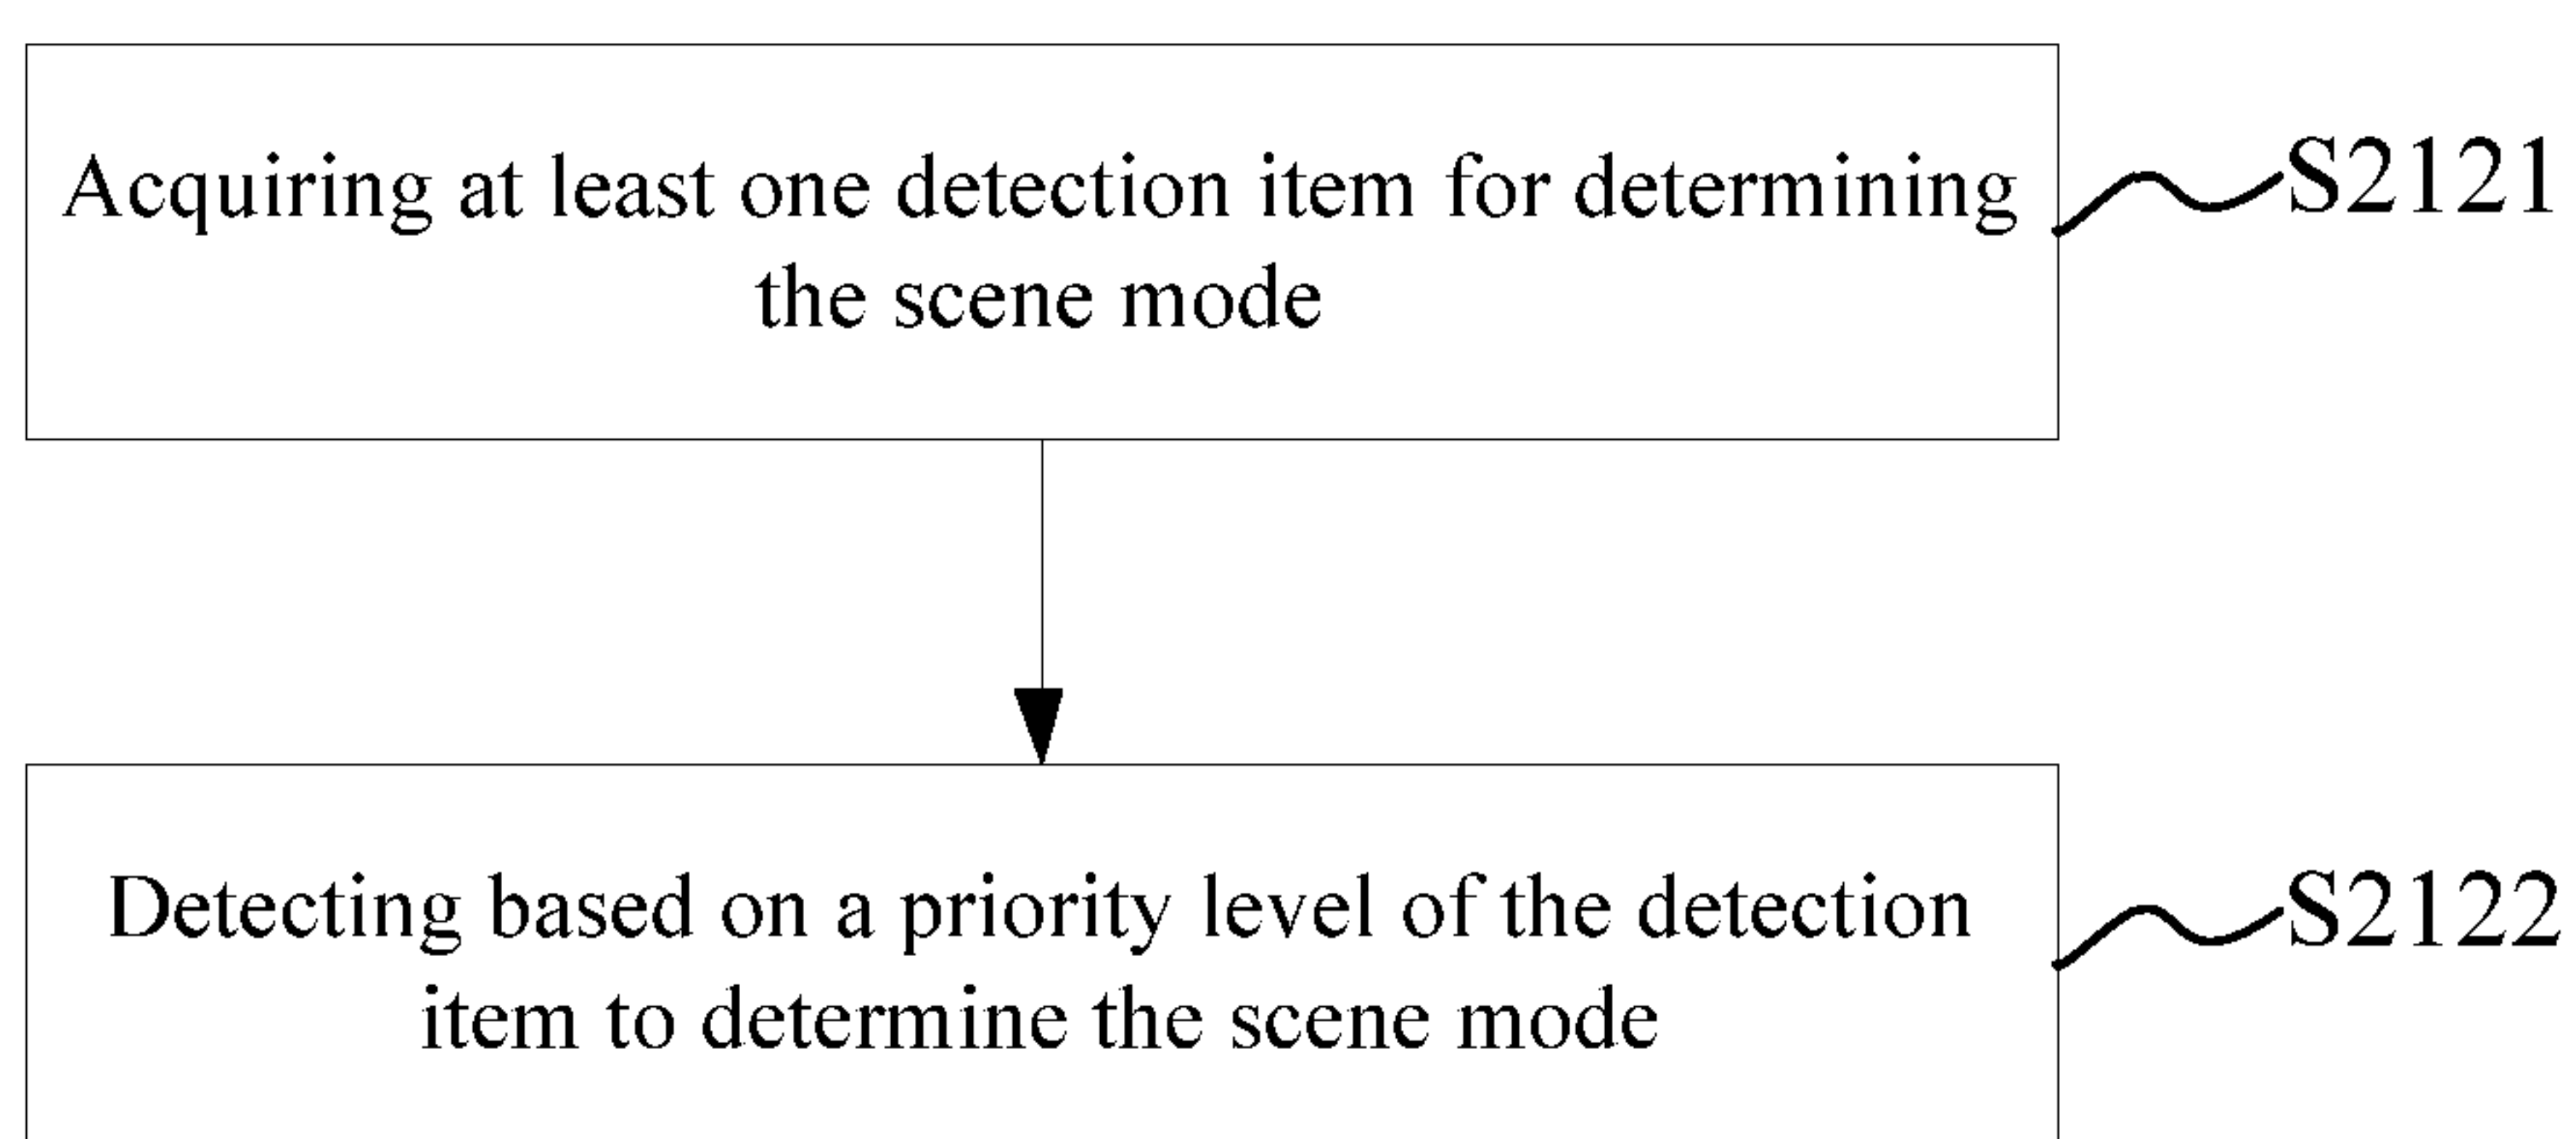 Acquiring at least one detection item for determining
the scene mode
S2121
Detecting based on a priority level of the detection
item to determine the scene mode
S2122